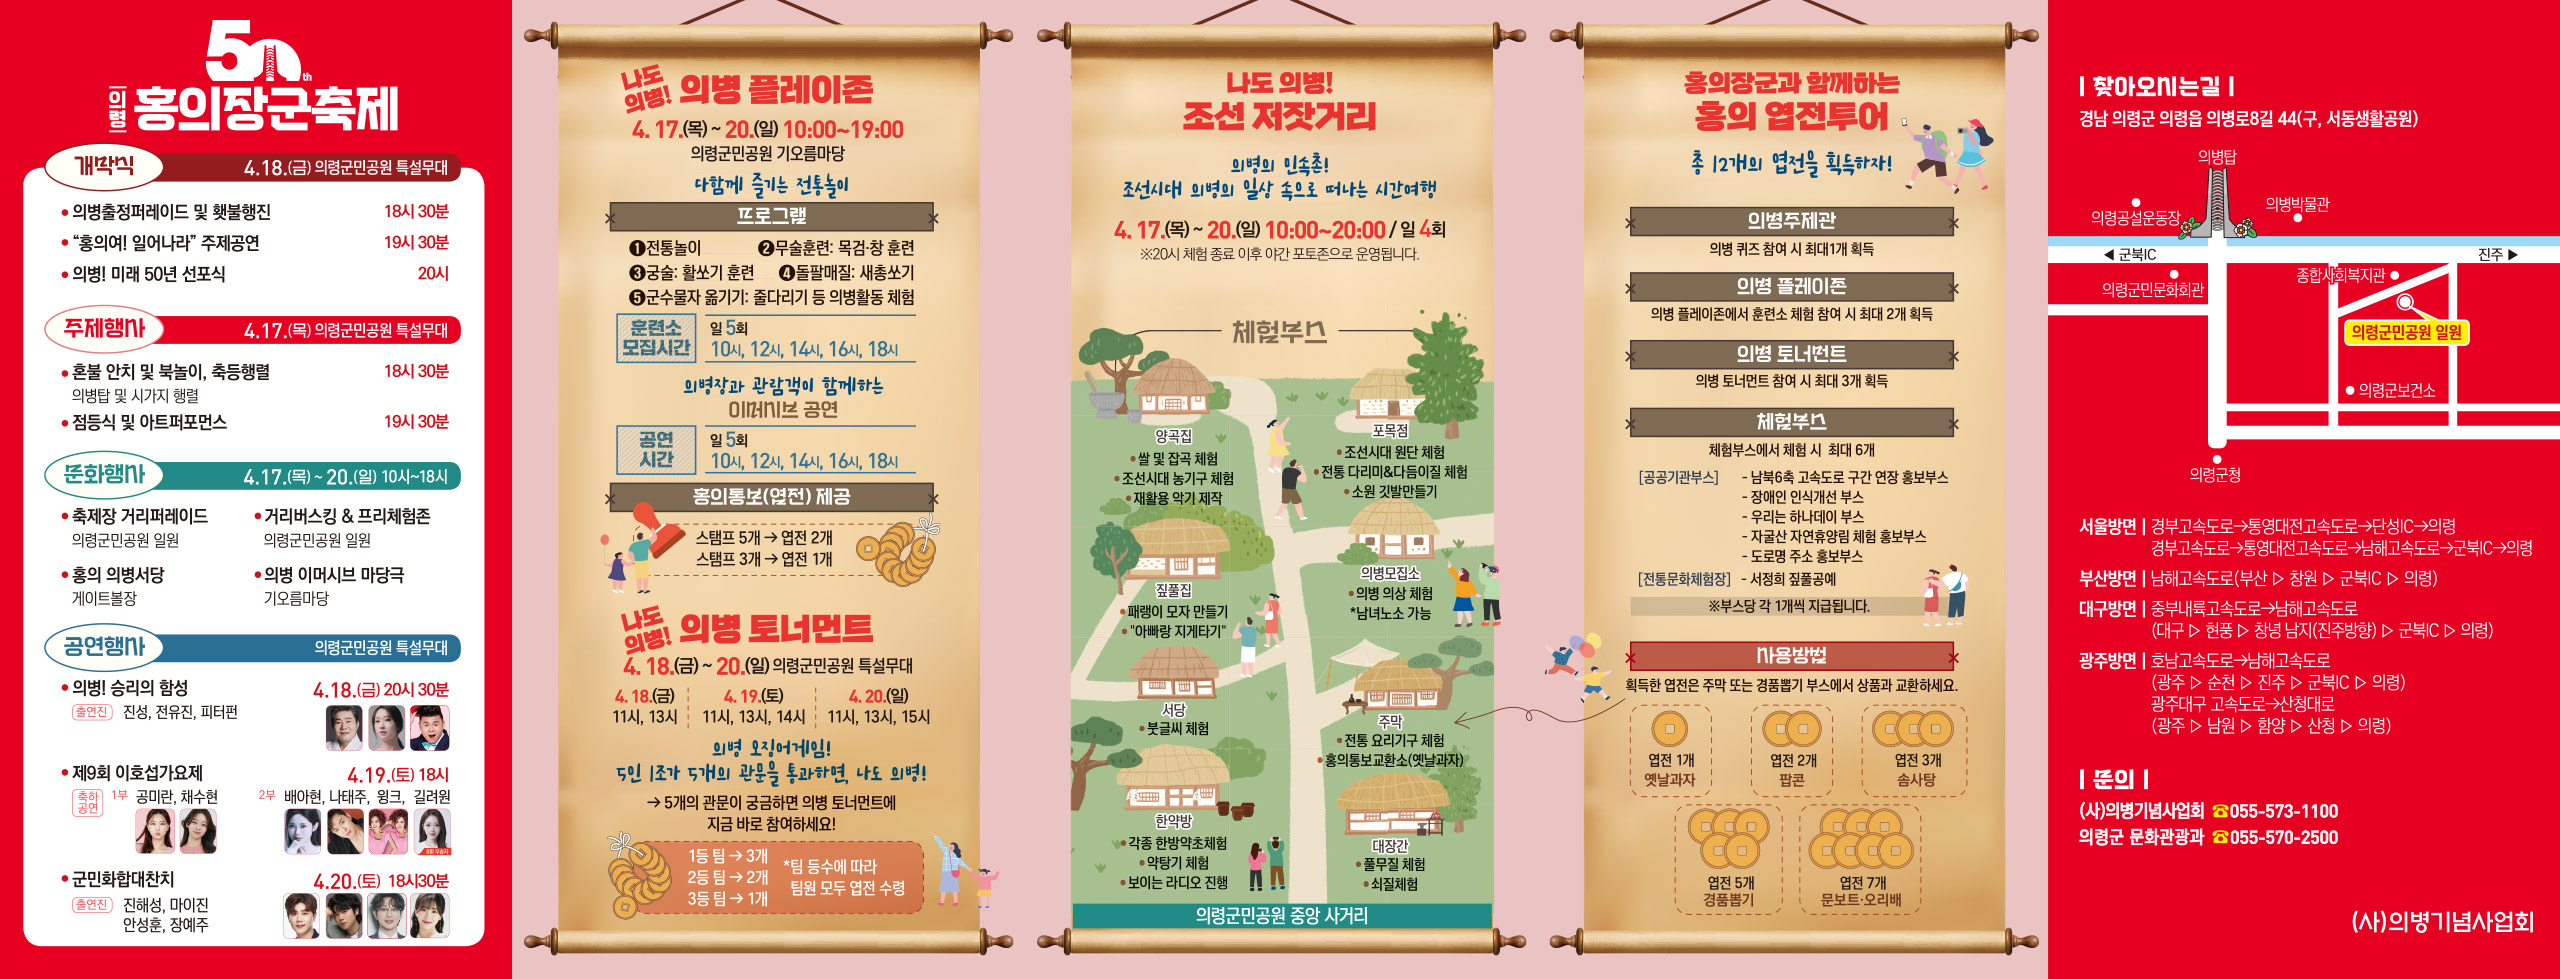 50th
의령
홍의장군축제
개막식
4.18.(금) 의령군민공원 특설무대
• 의병출정퍼레이드 및 횃불행진 18시 30분
• “홍의여! 일어나라” 주제공연 19시 30분
• 의병! 미래 50년 선포식 20시
주제행사
4.17.(목) 의령군민공원 특설무대
• 혼불 안치 및 북놀이, 축등행렬 18시 30분
의병탑 및 시가지 행렬
• 점등식 및 아트퍼포먼스 19시 30분
문화행사
4.17.(목) ~ 20.(일) 10시~18시
• 축제장 거리퍼레이드
의령군민공원 일원
• 거리버스킹 & 프리체험존
의령군민공원 일원
• 홍의 의병서당
게이트볼장
• 의병 이머시브 마당극
기오름마당
공연행사
의령군민공원 특설무대
• 의병! 승리의 함성 4.18.(금) 20시 30분
출연진 진성, 전유진, 피터펀
• 제9회 이호섭가요제 4.19.(토) 18시
축하
공연
1부 공미란, 채수현
2부 배아현, 나태주, 윙크, 길려원
• 군민화합대잔치 4.20.(토) 18시30분
출연진 진해성, 마이진
안성훈, 장예주
나도
의병!
의병 플레이존
4. 17.(목) ~ 20.(일) 10:00~19:00
의령군민공원 기오름마당
다함께 즐기는 전통놀이
프로그램
❶전통놀이 ❷무술훈련: 목검·창 훈련
❸궁술: 활쏘기 훈련 ❹돌팔매질: 새총쏘기
❺군수물자 옮기기: 줄다리기 등 의병활동 체험
훈련소
모집시간
일 5회
10시, 12시, 14시, 16시, 18시
의병장과 관람객이 함께하는
이머시브 공연
공연
시간
일 5회
10시, 12시, 14시, 16시, 18시
홍의통보(엽전) 제공
스탬프 5개 → 엽전 2개
스탬프 3개 → 엽전 1개
나도
의병!
의병 토너먼트
4. 18.(금) ~ 20.(일) 의령군민공원 특설무대
4. 18.(금) 4. 19.(토) 4. 20.(일)
11시, 13시 11시, 13시, 14시 11시, 13시, 15시
의병 오징어게임!
5인 1조가 5개의 관문을 통과하면, 나도 의병!
→ 5개의 관문이 궁금하면 의병 토너먼트에
지금 바로 참여하세요!
1등 팀 → 3개
2등 팀 → 2개
3등 팀 → 1개
*팀 등수에 따라
팀원 모두 엽전 수령
나도 의병!
조선 저잣거리
의병의 민속촌!
조선시대 의병의 일상 속으로 떠나는 시간여행
4. 17.(목) ~ 20.(일) 10:00~20:00 / 일 4회
※20시 체험 종료 이후 야간 포토존으로 운영됩니다.
체험부스
양곡집
• 쌀 및 잡곡 체험
• 조선시대 농기구 체험
• 재활용 악기 제작
포목점
• 조선시대 원단 체험
• 전통 다리미&다듬이질 체험
• 소원 깃발만들기
짚풀집
• 패랭이 모자 만들기
• "아빠랑 지게타기"
의병모집소
• 의병 의상 체험
*남녀노소 가능
서당
• 붓글씨 체험
주막
• 전통 요리기구 체험
• 홍의통보교환소(옛날과자)
한약방
• 각종 한방약초체험
• 약탕기 체험
• 보이는 라디오 진행
대장간
• 풀무질 체험
• 쇠질체험
의령군민공원 중앙 사거리
홍의장군과 함께하는
홍의 엽전투어
총 12개의 엽전을 획득하자!
의병주제관
의병 퀴즈 참여 시 최대1개 획득
의병 플레이존
의병 플레이존에서 훈련소 체험 참여 시 최대 2개 획득
의병 토너먼트
의병 토너먼트 참여 시 최대 3개 획득
체험부스
체험부스에서 체험 시 최대 6개
[공공기관부스] - 남북6축 고속도로 구간 연장 홍보부스
- 장애인 인식개선 부스
- 우리는 하나데이 부스
- 자굴산 자연휴양림 체험 홍보부스
- 도로명 주소 홍보부스
[전통문화체험장] - 서정희 짚풀공예
※부스당 각 1개씩 지급됩니다.
사용방법
획득한 엽전은 주막 또는 경품뽑기 부스에서 상품과 교환하세요.
엽전 1개
옛날과자
엽전 2개
팝콘
엽전 3개
솜사탕
엽전 5개
경품뽑기
엽전 7개
문보트·오리배
| 찾아오시는길 |
경남 의령군 의령읍 의병로8길 44(구, 서동생활공원)
의병탑
의령공설운동장
의병박물관
◀ 군북IC
진주 ▶
종합사회복지관
의령군민문화회관
의령군민공원 일원
의령군보건소
의령군청
서울방면 | 경부고속도로→통영대전고속도로→단성IC→의령
경부고속도로→통영대전고속도로→남해고속도로→군북IC→의령
부산방면 | 남해고속도로(부산 ▷ 창원 ▷ 군북IC ▷ 의령)
대구방면 | 중부내륙고속도로→남해고속도로
(대구 ▷ 현풍 ▷ 창녕 남지(진주방향) ▷ 군북IC ▷ 의령)
광주방면 | 호남고속도로→남해고속도로
(광주 ▷ 순천 ▷ 진주 ▷ 군북IC ▷ 의령)
광주대구 고속도로→산청대로
(광주 ▷ 남원 ▷ 함양 ▷ 산청 ▷ 의령)
| 문의 |
(사)의병기념사업회 ☎055-573-1100
의령군 문화관광과 ☎055-570-2500
(사)의병기념사업회